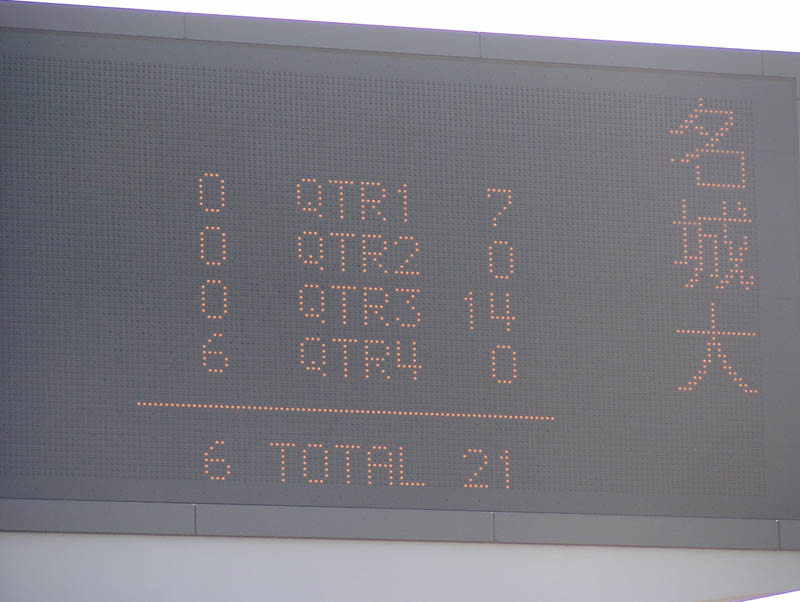 0 QTR1 7
0 QTR2 0
0 QTR3 14
6 QTR4 0
6 TOTAL 21
名城大